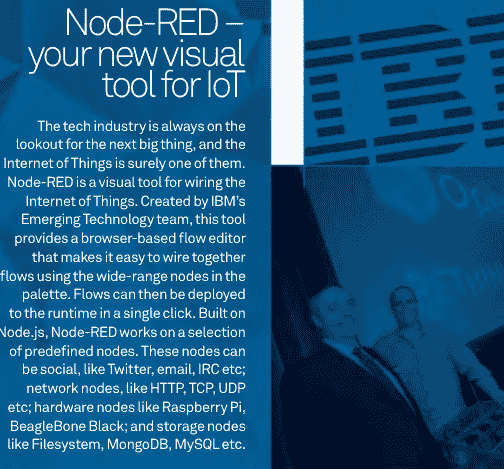 Node-RED –
your new visual
tool for IoT
The tech industry is always on the
lookout for the next big thing, and the
Internet of Things is surely one of them.
Node-RED is a visual tool for wiring the
Internet of Things. Created by IBM's
Emerging Technology team, this tool
provides a browser-based flow editor
that makes it easy to wire together
flows using the wide-range nodes in the
palette. Flows can then be deployed
to the runtime in a single click. Built on
Node.js, Node-RED works on a selection
of predefined nodes. These nodes can
be social, like Twitter, email, IRC etc;
network nodes, like HTTP, TCP, UDP
etc; hardware nodes like Raspberry Pi,
BeagleBone Black; and storage nodes
like Filesystem, MongoDB, MySQL etc.
IB